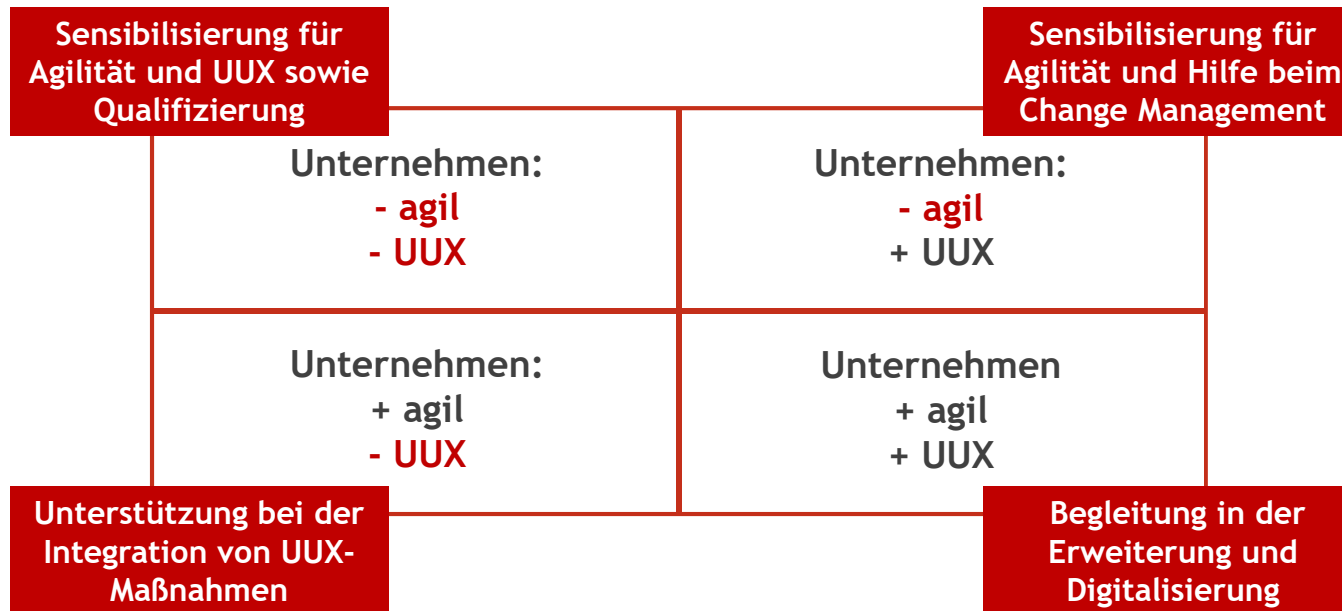 Sensibilisierung für
Agilität und UUX sowie
Qualifizierung
Sensibilisierung für
Agilität und Hilfe beim
Change Management
Unternehmen:
- agil
- UUX
Unternehmen:
- agil
+ UUX
Unternehmen:
+ agil
- UUX
Unternehmen
+ agil
+ UUX
Unterstützung bei der
Integration von UUX-
Maßnahmen
Begleitung in der
Erweiterung und
Digitalisierung